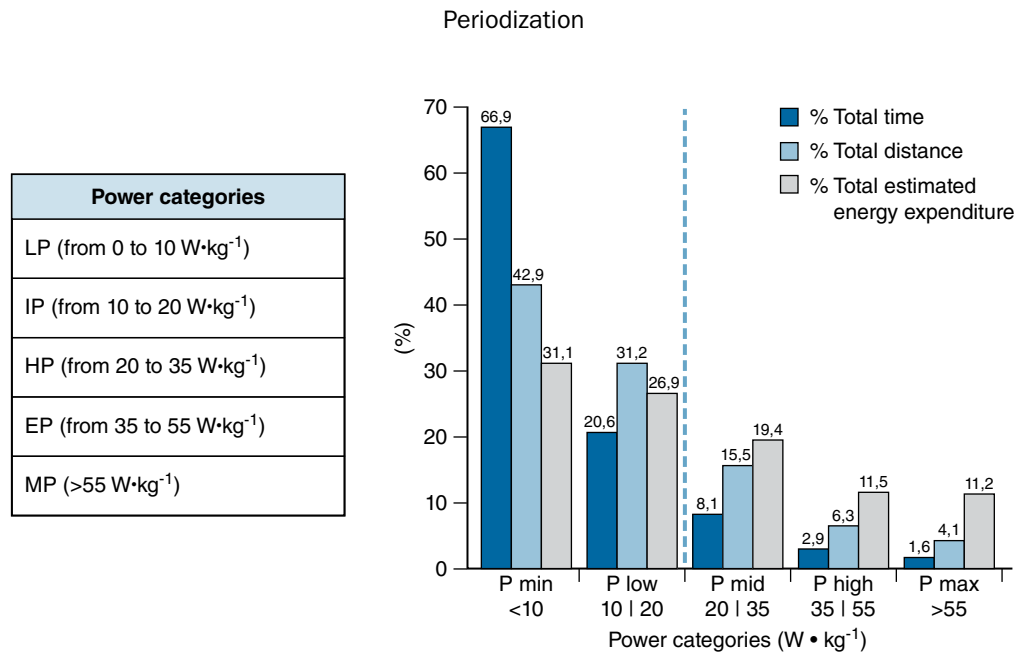 Periodization
Power categories
LP (from 0 to 10 W•kg⁻¹)
IP (from 10 to 20 W•kg⁻¹)
HP (from 20 to 35 W•kg⁻¹)
EP (from 35 to 55 W•kg⁻¹)
MP (>55 W•kg⁻¹)
% Total time
% Total distance
% Total estimated
energy expenditure
(%)
70
60
50
40
30
20
10
0
66,9
42,9
31,1
20,6
31,2
26,9
8,1
15,5
19,4
2,9
6,3
11,5
1,6
4,1
11,2
P min
<10
P low
10 | 20
P mid
20 | 35
P high
35 | 55
P max
>55
Power categories (W • kg⁻¹)